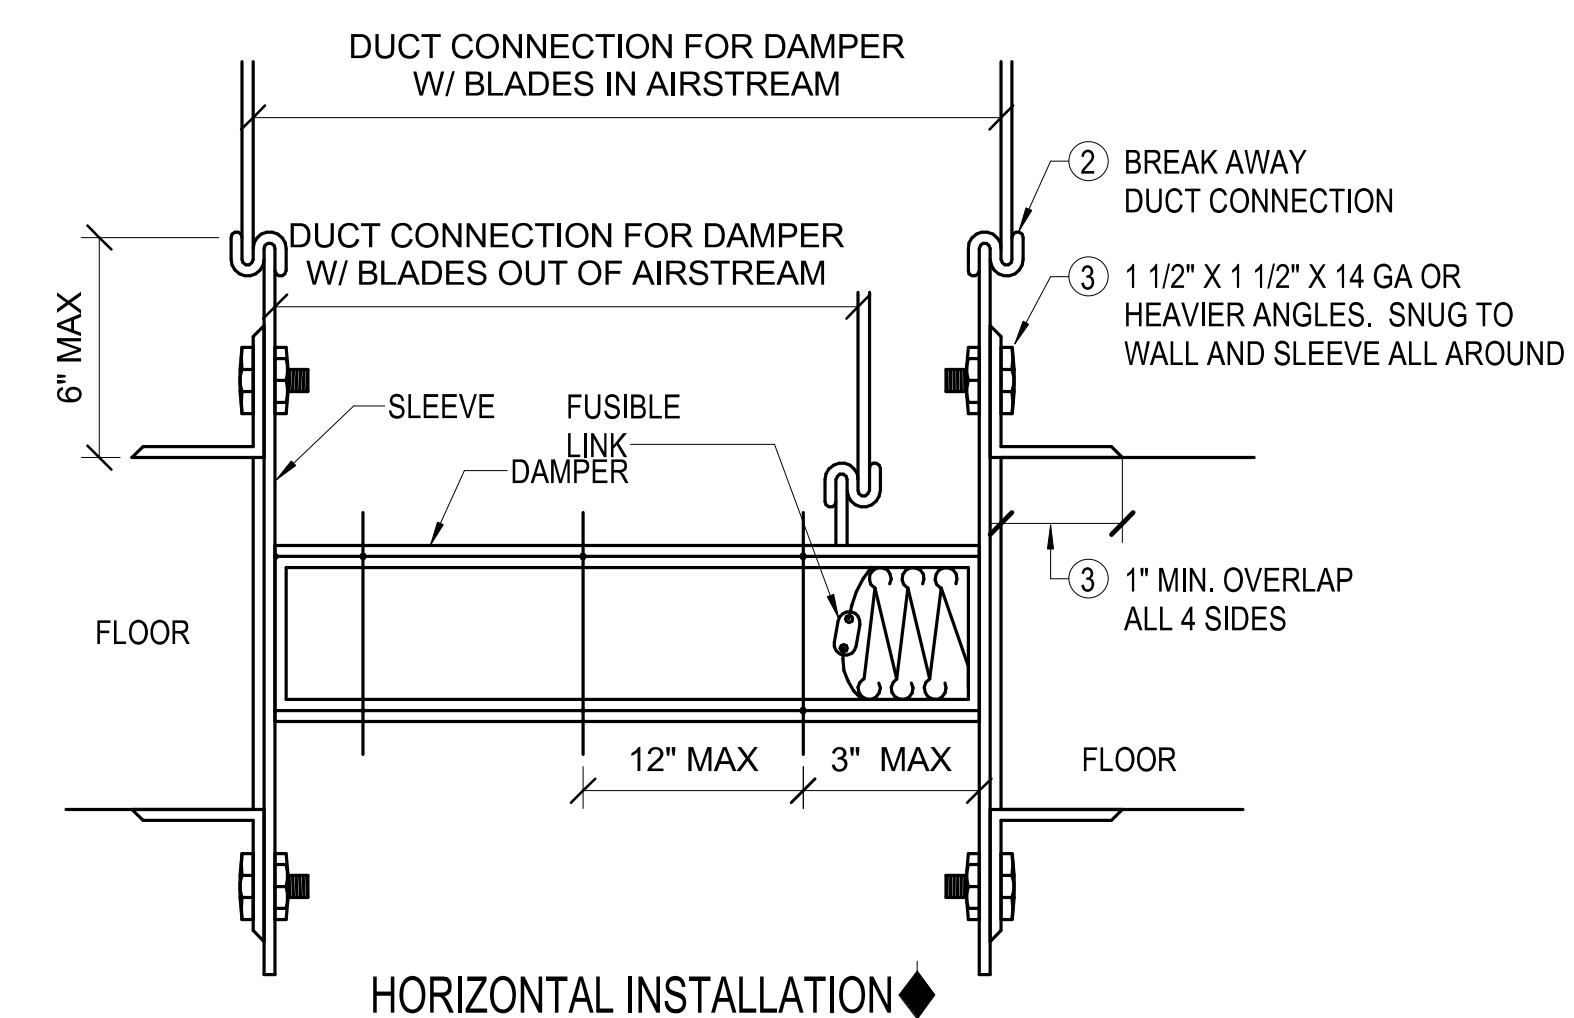 DUCT CONNECTION FOR DAMPER
W/ BLADES IN AIRSTREAM
2 BREAK AWAY
DUCT CONNECTION
DUCT CONNECTION FOR DAMPER
W/ BLADES OUT OF AIRSTREAM
3 1 1/2" X 1 1/2" X 14 GA OR
HEAVIER ANGLES. SNUG TO
WALL AND SLEEVE ALL AROUND
6" MAX
SLEEVE
FUSIBLE
LINK
DAMPER
3 1" MIN. OVERLAP
ALL 4 SIDES
FLOOR
12" MAX
3" MAX
FLOOR
HORIZONTAL INSTALLATION